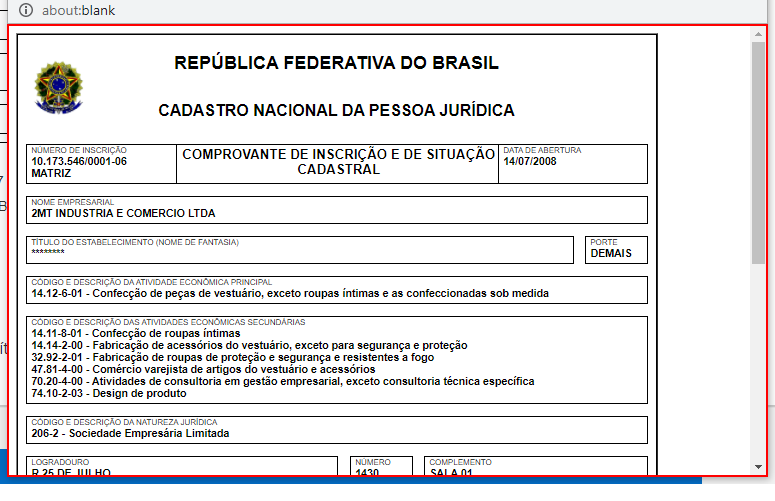 about:blank
REPÚBLICA FEDERATIVA DO BRASIL
CADASTRO NACIONAL DA PESSOA JURÍDICA
NÚMERO DE INSCRIÇÃO
10.173.546/0001-06
MATRIZ
COMPROVANTE DE INSCRIÇÃO E DE SITUAÇÃO
CADASTRAL
DATA DE ABERTURA
14/07/2008
NOME EMPRESARIAL
2MT INDUSTRIA E COMERCIO LTDA
TÍTULO DO ESTABELECIMENTO (NOME DE FANTASIA)
********
PORTE
DEMAIS
CÓDIGO E DESCRIÇÃO DA ATIVIDADE ECONÔMICA PRINCIPAL
14.12-6-01 - Confecção de peças de vestuário, exceto roupas íntimas e as confeccionadas sob medida
CÓDIGO E DESCRIÇÃO DAS ATIVIDADES ECONÔMICAS SECUNDÁRIAS
14.11-8-01 - Confecção de roupas íntimas
14.14-2-00 - Fabricação de acessórios do vestuário, exceto para segurança e proteção
32.92-2-01 - Fabricação de roupas de proteção e segurança e resistentes a fogo
47.81-4-00 - Comércio varejista de artigos do vestuário e acessórios
70.20-4-00 - Atividades de consultoria em gestão empresarial, exceto consultoria técnica específica
74.10-2-03 - Design de produto
CÓDIGO E DESCRIÇÃO DA NATUREZA JURÍDICA
206-2 - Sociedade Empresária Limitada
LOGRADOURO
R 25 DE JULHO
NÚMERO
1430
COMPLEMENTO
SALA 01